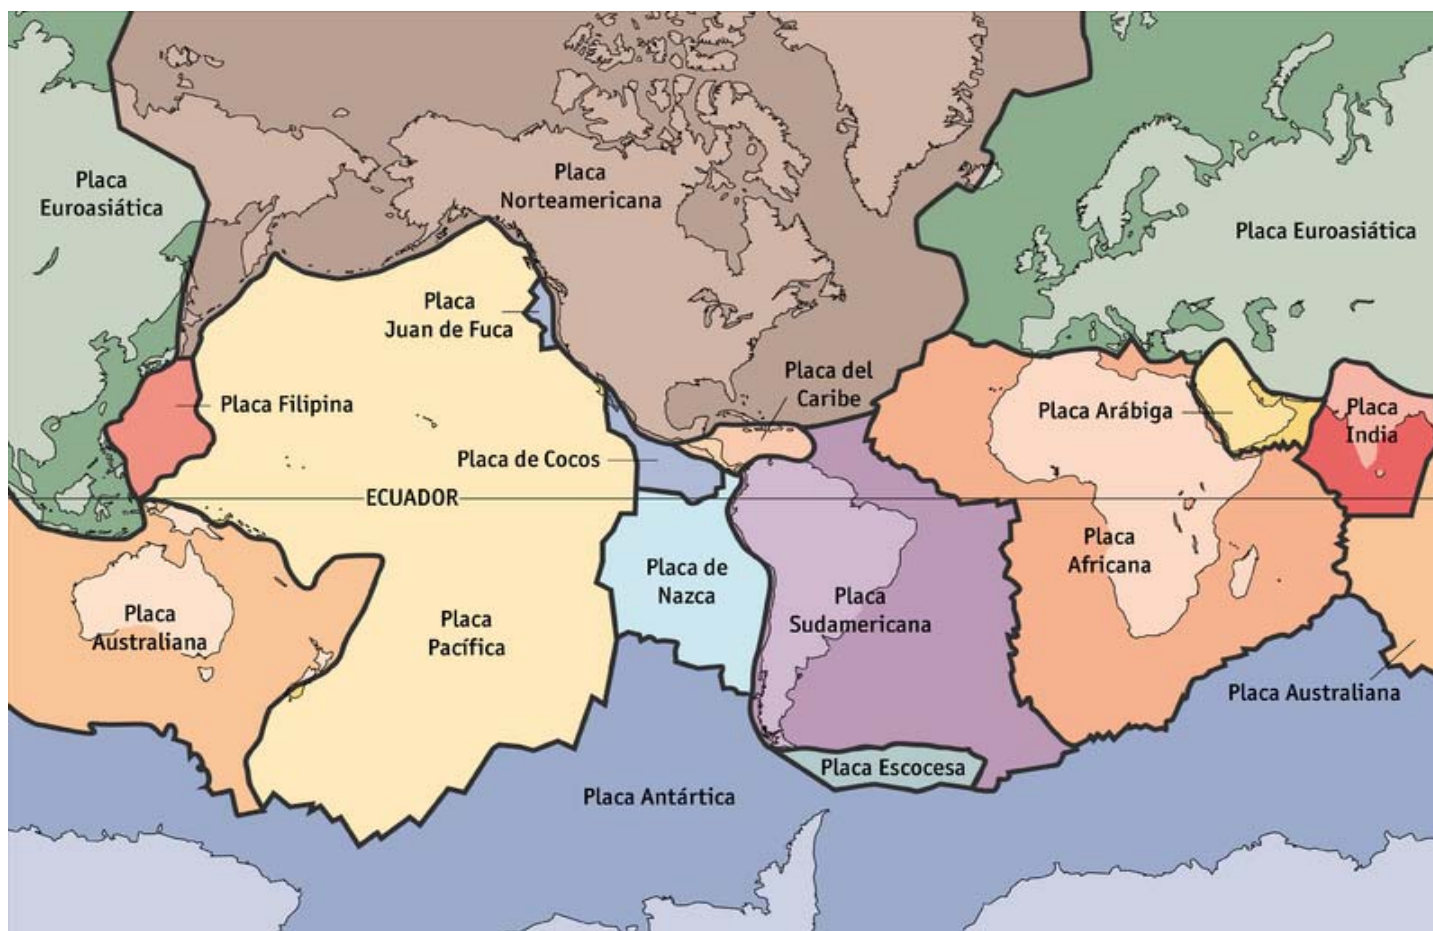 Placa
Euroasiática
Placa
Norteamericana
Placa Euroasiática
Placa
Juan de Fuca
Placa del
Caribe
Placa Filipina
Placa Arábiga
Placa
India
Placa de Cocos
ECUADOR
Placa
Africana
Placa de
Nazca
Placa
Sudamericana
Placa
Australiana
Placa
Pacífica
Placa Australiana
Placa Escocesa
Placa Antártica